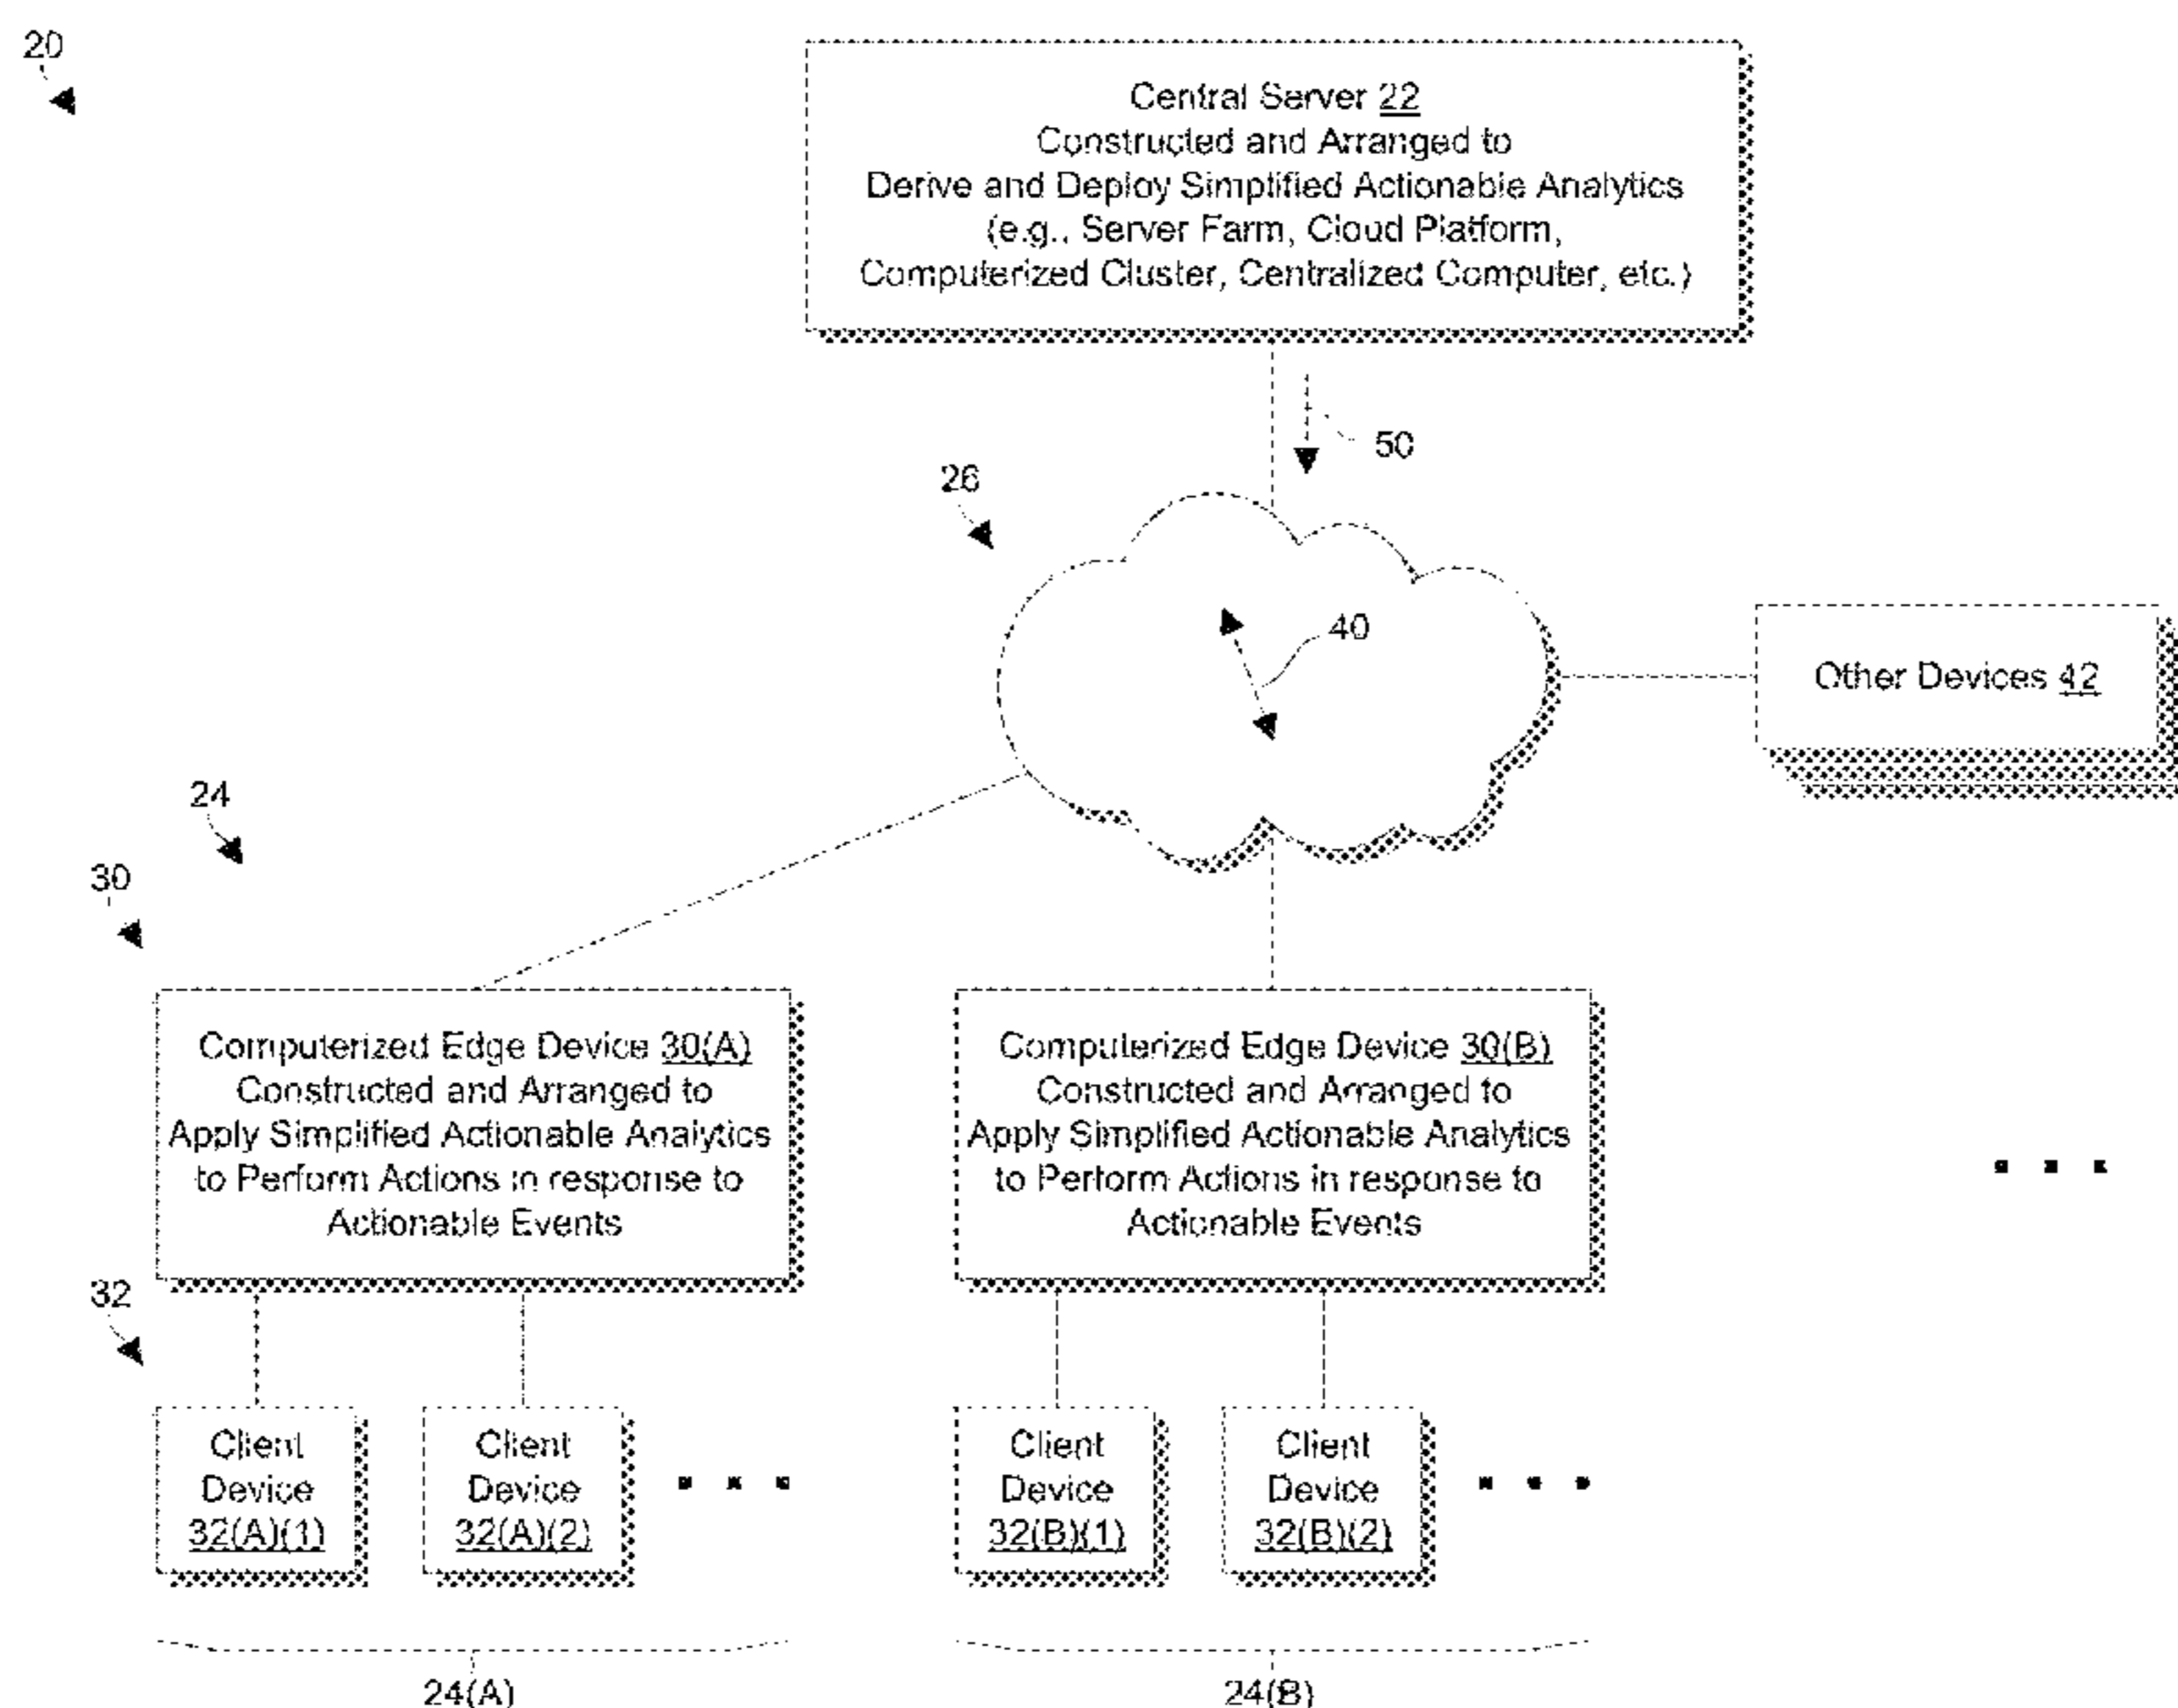 20
Central Server 22
Constructed and Arranged to
Derive and Deploy Simplified Actionable Analytics
(e.g., Server Farm, Cloud Platform,
Computerized Cluster, Centralized Computer, etc.)
50
26
40
Other Devices 42
24
30
Computerized Edge Device 30(A)
Constructed and Arranged to
Apply Simplified Actionable Analytics
to Perform Actions in response to
Actionable Events
Computerized Edge Device 30(B)
Constructed and Arranged to
Apply Simplified Actionable Analytics
to Perform Actions in response to
Actionable Events
. . .
32
Client
Device
32(A)(1)
Client
Device
32(A)(2)
. . .
Client
Device
32(B)(1)
Client
Device
32(B)(2)
. . .
24(A)
24(B)